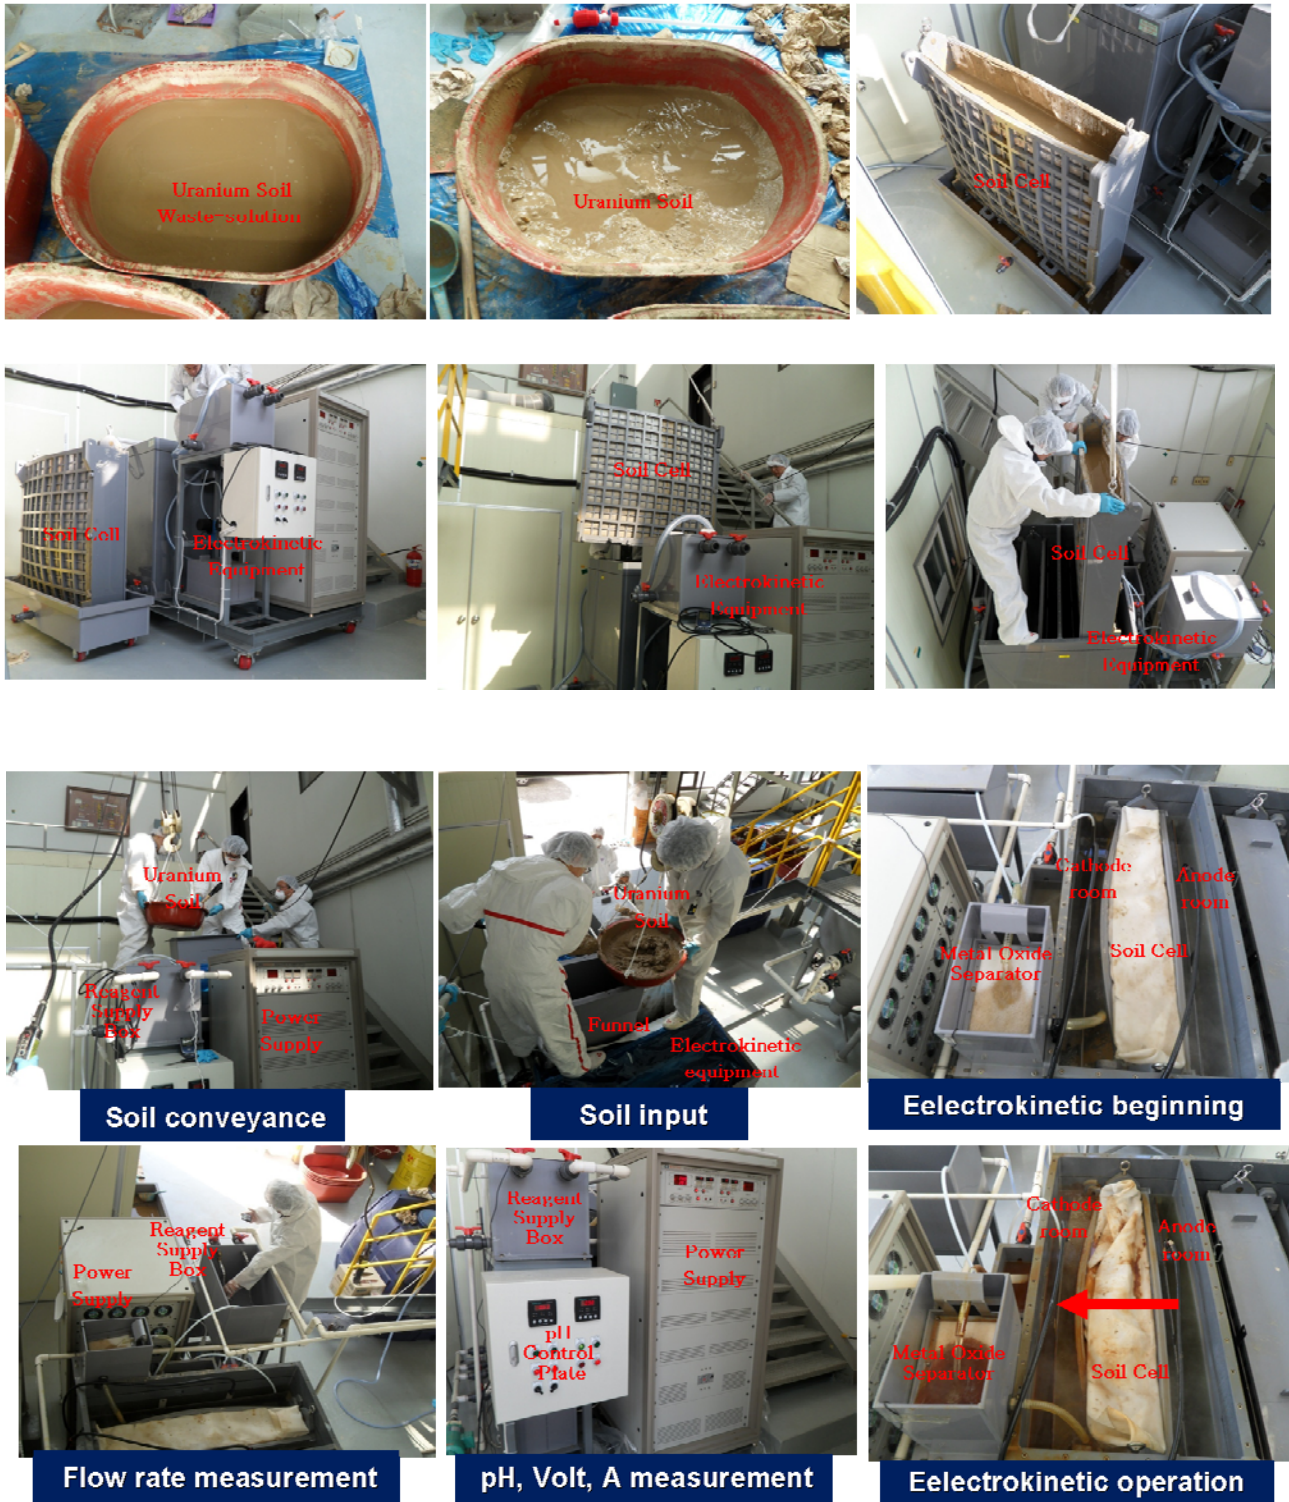 Uranium Soil
Waste-solution
Uranium Soil
Soil Cell
Soil Cell
Electrokinetic
Equipment
Soil Cell
Electrokinetic
Equipment
Soil Cell
Electrokinetic
Equipment
Uranium
Soil
Reagent
Supply
Box
Power
Supply
Soil conveyance
Uranium
Soil
Funnel
Electrokinetic
equipment
Soil input
Cathode
room
Anode
room
Metal Oxide
Separator
Soil Cell
Eelectrokinetic beginning
Reagent
Supply
Box
Power
Supply
Flow rate measurement
Reagent
Supply
Box
Power
Supply
pH
Control
Plate
pH, Volt, A measurement
Cathode
room
Anode
room
Metal Oxide
Separator
Soil Cell
Eelectrokinetic operation